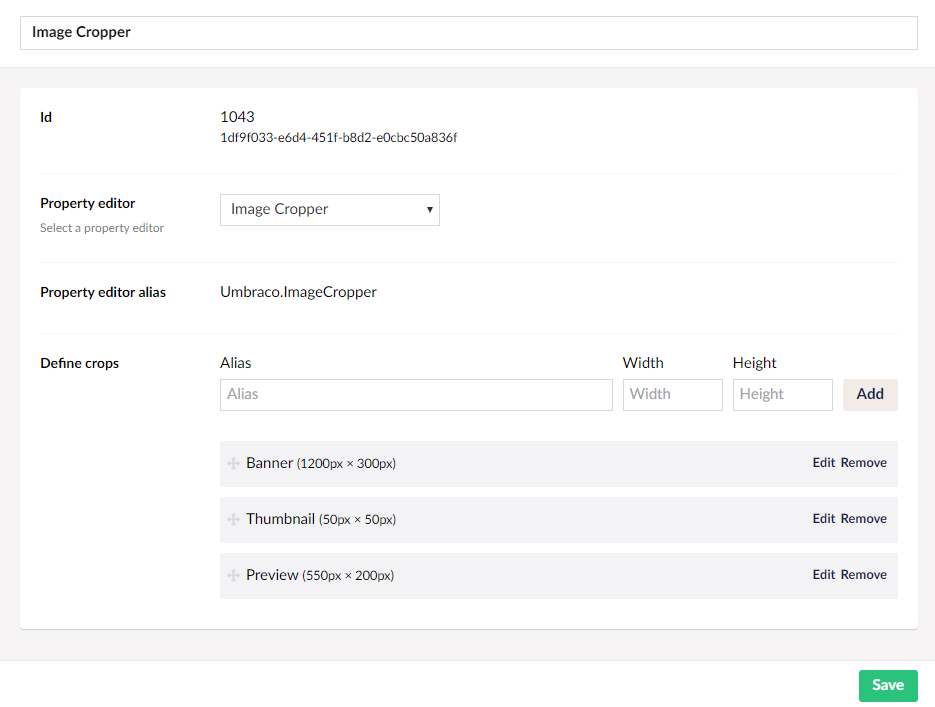 Image Cropper
Id
1043
1df9f033-e6d4-451f-b8d2-e0cbc50a836f
Property editor
Image Cropper
Select a property editor
Property editor alias
Umbraco.ImageCropper
Define crops
Alias Width Height
Alias Width Height Add
Banner (1200px × 300px) Edit Remove
Thumbnail (50px × 50px) Edit Remove
Preview (550px × 200px) Edit Remove
Save